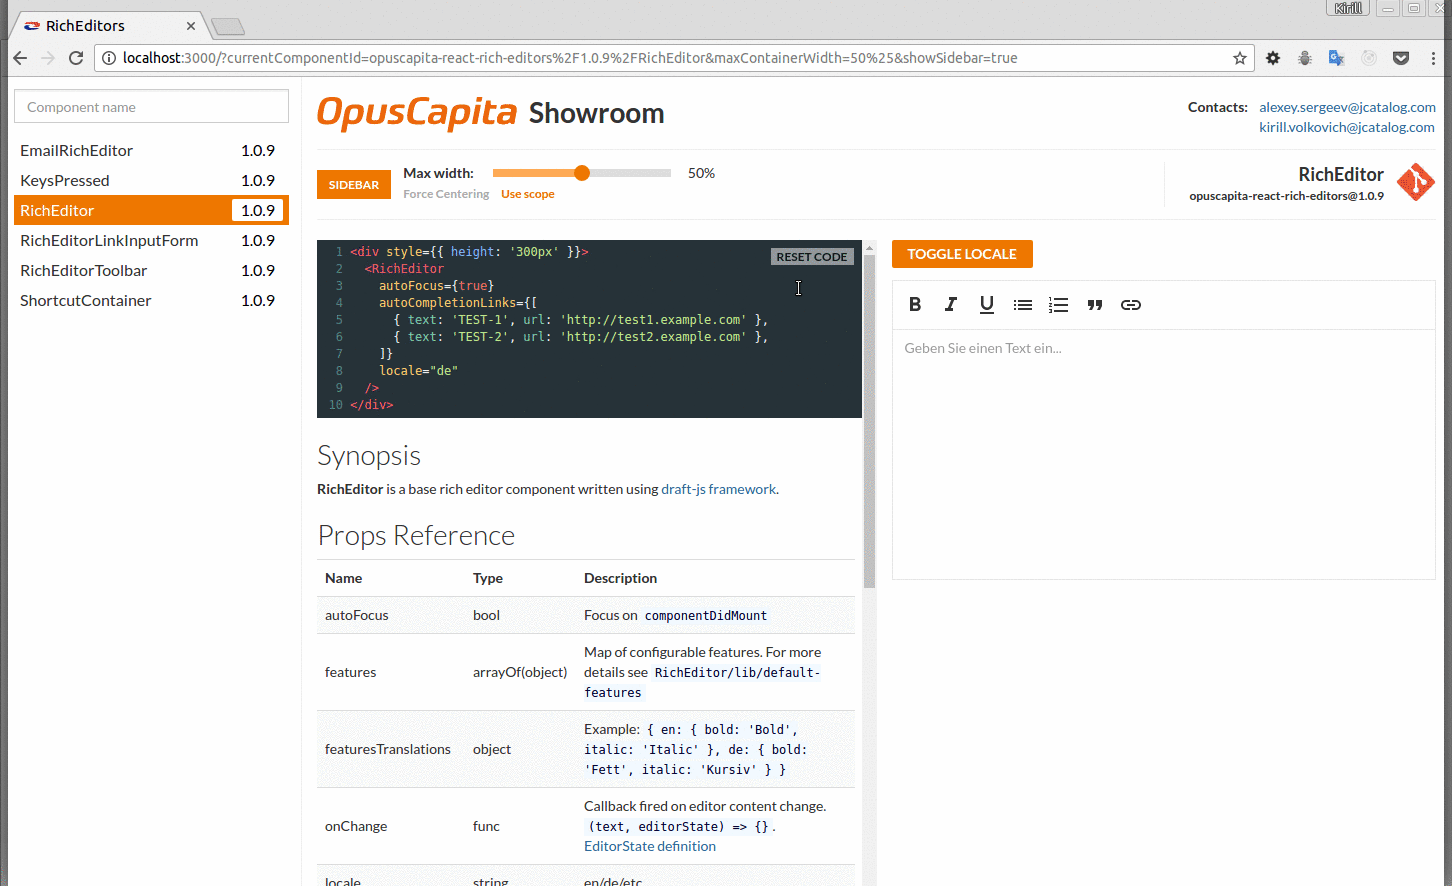 RichEditors
Kirill
localhost:3000/?currentComponentId=opuscapita-react-rich-editors%2F1.0.9%2FRichEditor&maxContainerWidth=50%25&showSidebar=true
Component name
EmailRichEditor 1.0.9
KeysPressed 1.0.9
RichEditor 1.0.9
RichEditorLinkInputForm 1.0.9
RichEditorToolbar 1.0.9
ShortcutContainer 1.0.9
OpusCapita Showroom
Contacts: alexey.sergeev@jcatalog.com
kirill.volkovich@jcatalog.com
SIDEBAR
Max width: 50%
Force Centering Use scope
RichEditor
opuscapita-react-rich-editors@1.0.9
1 <div style={{ height: '300px' }}>
RESET CODE
2 <RichEditor
3 autoFocus={true}
4 autoCompletionLinks={[
5 { text: 'TEST-1', url: 'http://test1.example.com' },
6 { text: 'TEST-2', url: 'http://test2.example.com' },
7 ]}
8 locale="de"
9 />
10 </div>
Synopsis
RichEditor is a base rich editor component written using draft-js framework.
Props Reference
Name Type Description
autoFocus bool Focus on componentDidMount
features arrayOf(object) Map of configurable features. For more
details see RichEditor/lib/default-
features
featuresTranslations object Example: { en: { bold: 'Bold',
italic: 'Italic' }, de: { bold:
'Fett', italic: 'Kursiv' } }
onChange func Callback fired on editor content change.
(text, editorState) => {}.
EditorState definition
locale string en/de/etc
TOGGLE LOCALE
B I U
Geben Sie einen Text ein...